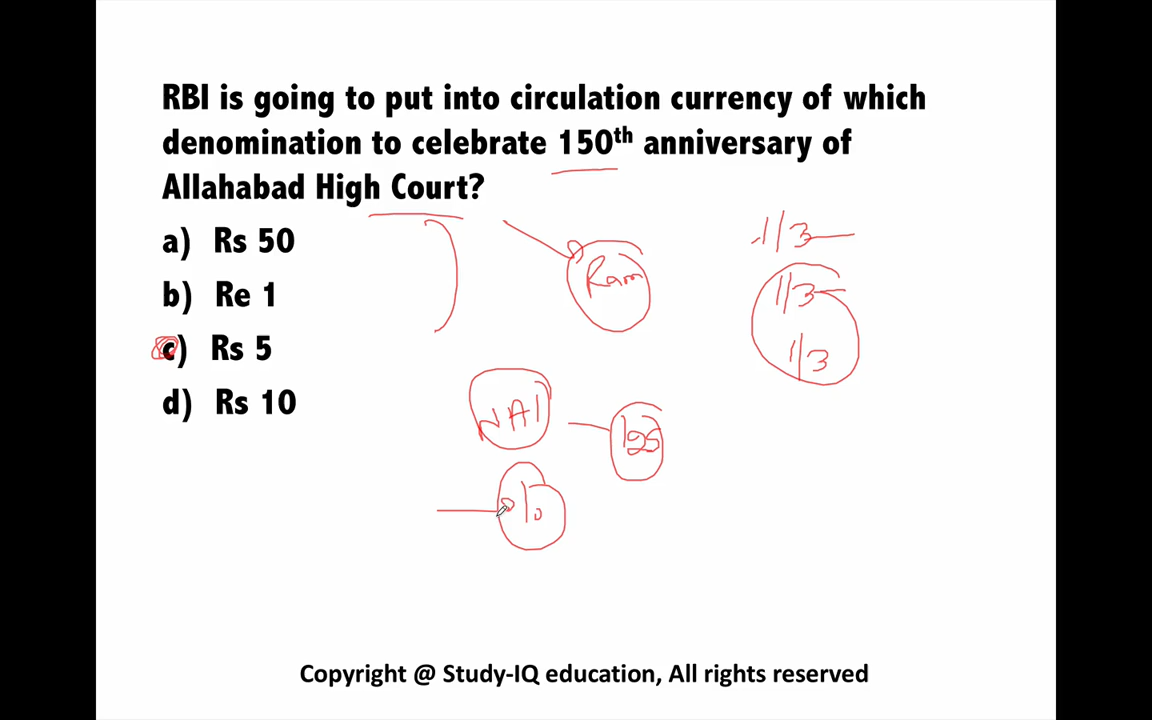 RBI is going to put into circulation currency of which
denomination to celebrate 150th anniversary of
Allahabad High Court?
a) Rs 50
b) Re 1
c) Rs 5
d) Rs 10
1/3
Ram
1/3
1/3
NAI
%
Copyright @ Study-IQ education, All rights reserved